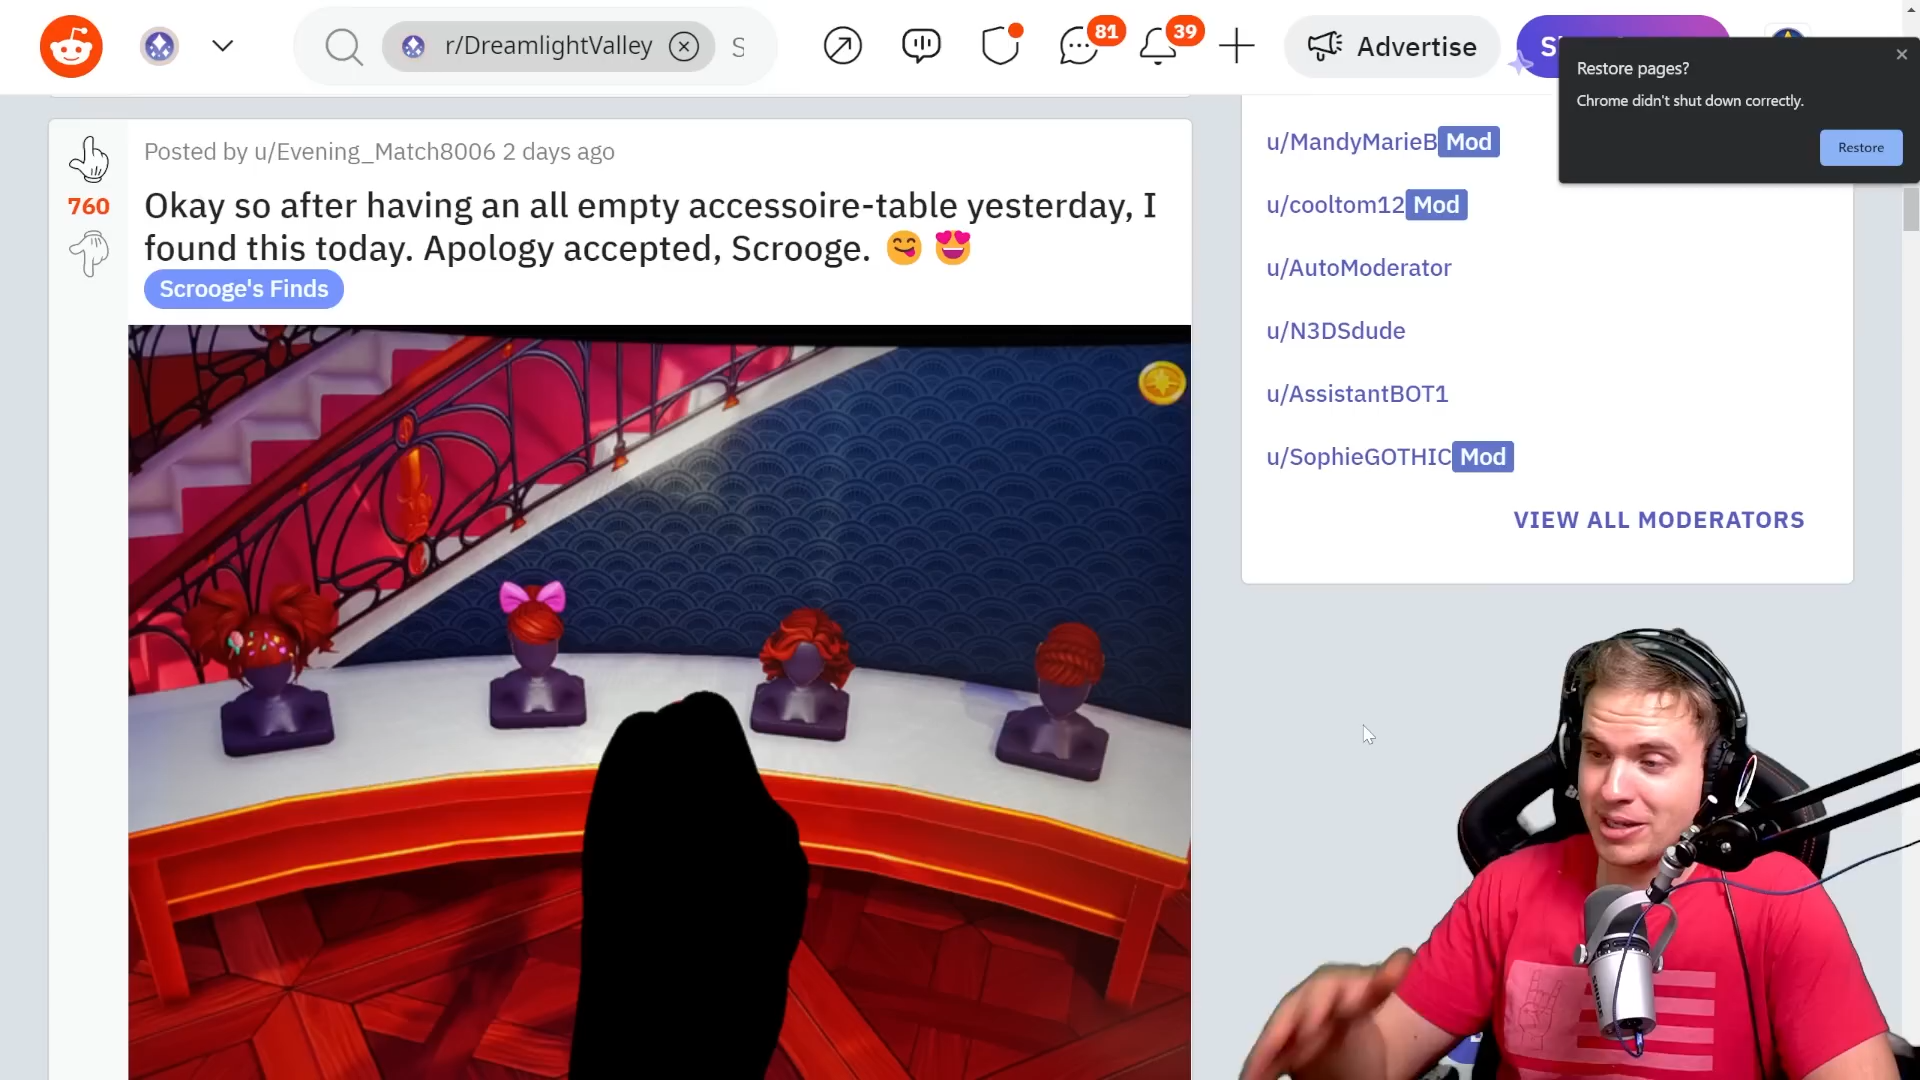 r/DreamlightValley
S
81
39
Advertise
Restore pages?
Chrome didn't shut down correctly.
Restore
Posted by u/Evening_Match8006 2 days ago
760
Okay so after having an all empty accessoire-table yesterday, I
found this today. Apology accepted, Scrooge. 😋 😍
Scrooge's Finds
u/MandyMarieB Mod
u/cooltom12 Mod
u/AutoModerator
u/N3DSdude
u/AssistantBOT1
u/SophieGOTHIC Mod
VIEW ALL MODERATORS